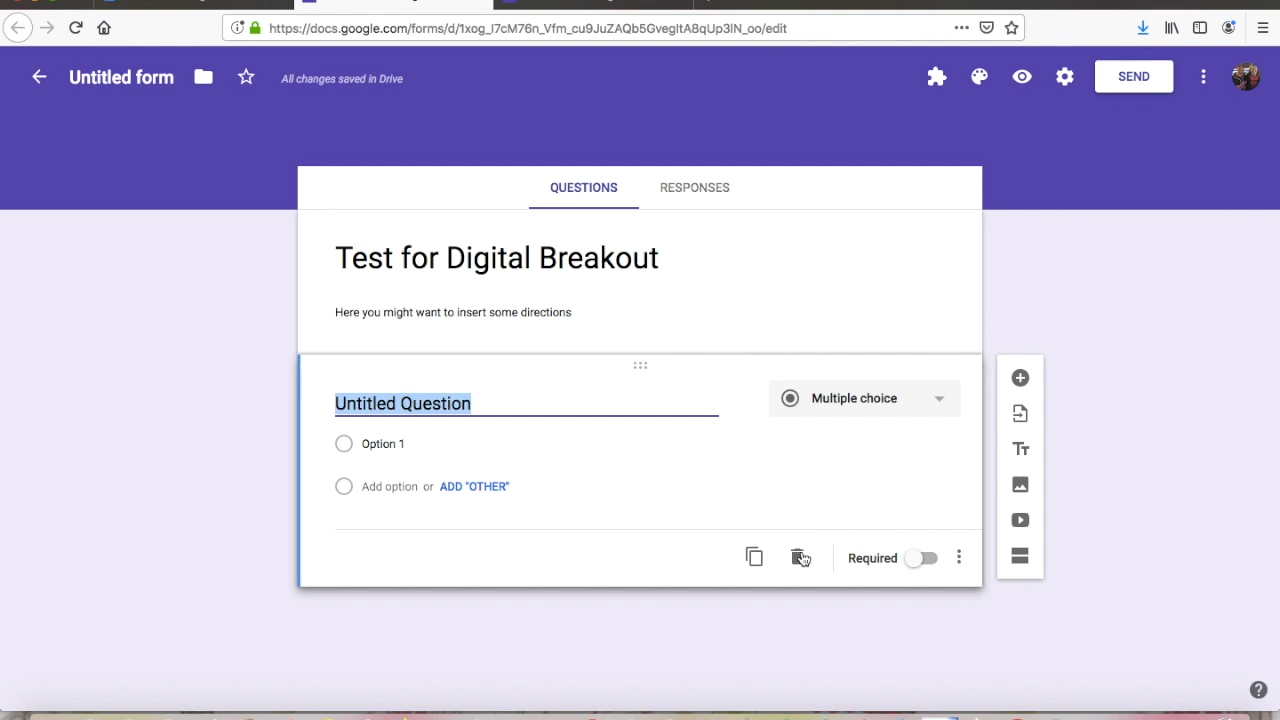 https://docs.google.com/forms/d/1xog_l7cM76n_Vfm_cu9JuZAQb5GvegltA8qUp3lN_oo/edit
Untitled form All changes saved in Drive SEND
QUESTIONS RESPONSES
Test for Digital Breakout
Here you might want to insert some directions
Untitled Question Multiple choice
Option 1
Add option or ADD "OTHER"
Required